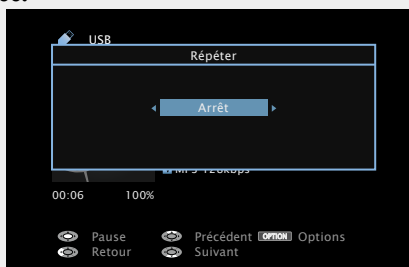 USB
Répéter
Arrêt
MP3 128kbps
00:06 100%
Pause Précédent OPTION Options
Retour Suivant